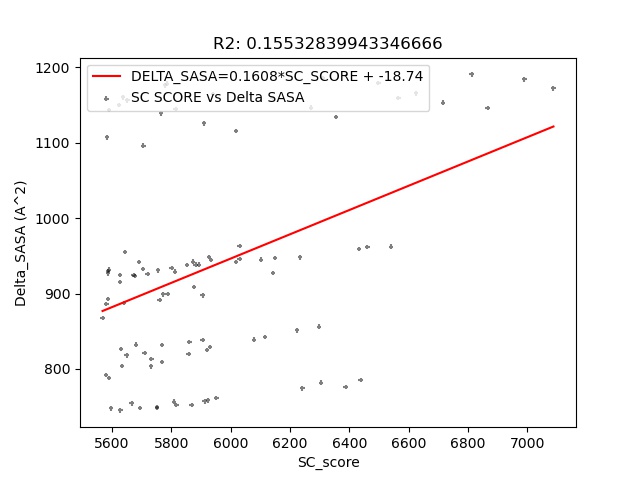 R2: 0.15532839943346666
DELTA_SASA=0.1608*SC_SCORE + -18.74
SC SCORE vs Delta SASA
1200
1100
1000
900
800
Delta_SASA (A^2)
5600 5800 6000 6200 6400 6600 6800 7000
SC_score